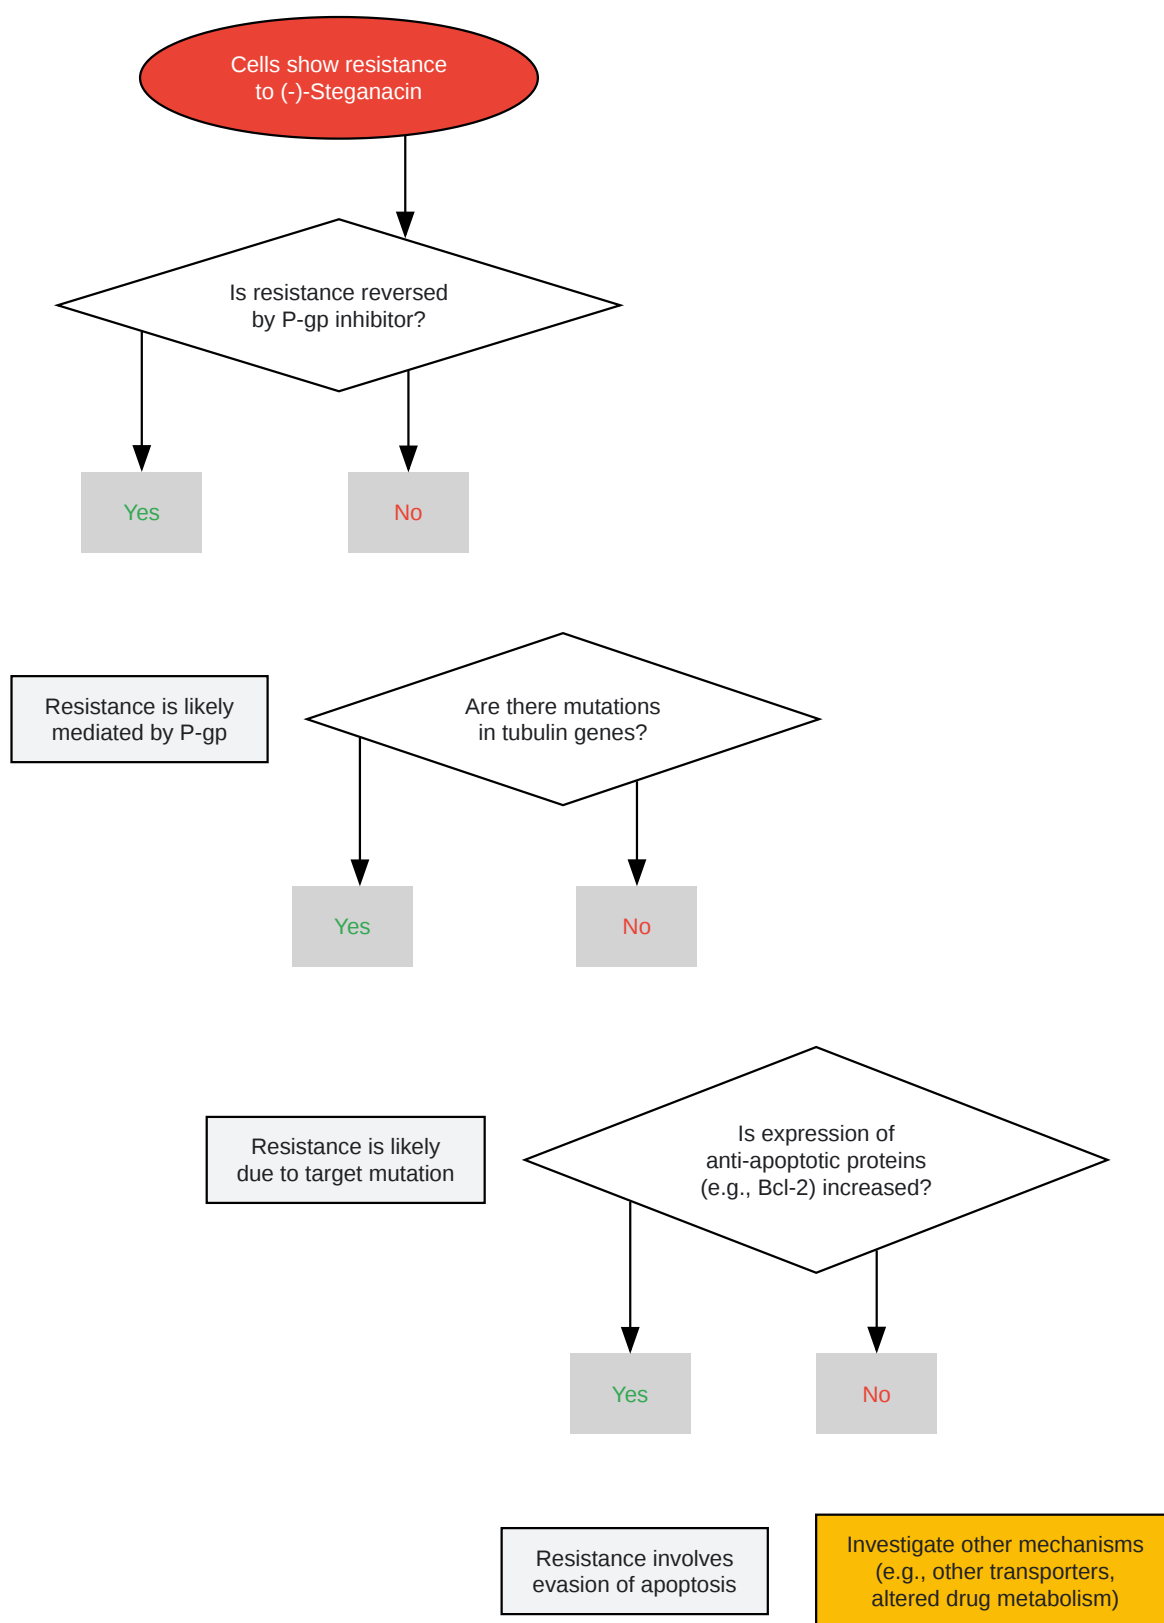 Cells show resistance
to (-)-Steganacin
Is resistance reversed
by P-gp inhibitor?
Yes
No
Resistance is likely
mediated by P-gp
Are there mutations
in tubulin genes?
Yes
No
Resistance is likely
due to target mutation
Is expression of
anti-apoptotic proteins
(e.g., Bcl-2) increased?
Yes
No
Resistance involves
evasion of apoptosis
Investigate other mechanisms
(e.g., other transporters,
altered drug metabolism)